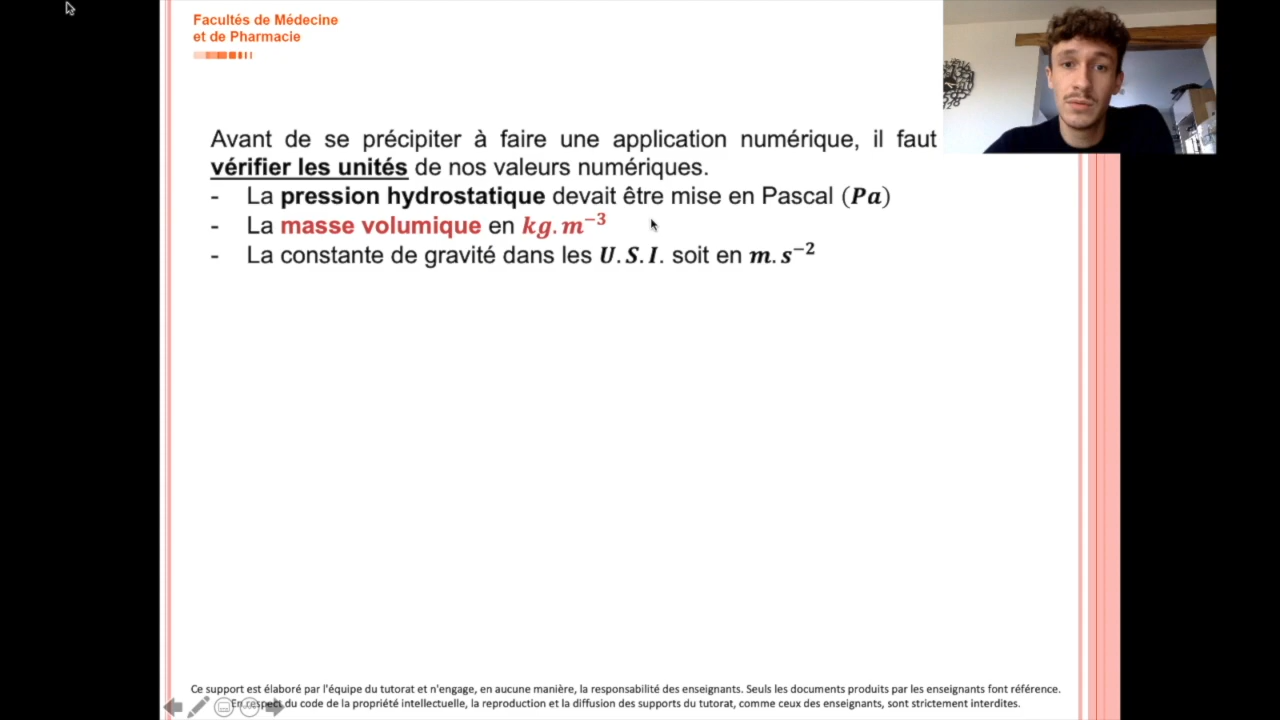 Facultés de Médecine
et de Pharmacie
Avant de se précipiter à faire une application numérique, il faut
vérifier les unités de nos valeurs numériques.
- La pression hydrostatique devait être mise en Pascal (Pa)
- La masse volumique en kg.m⁻³
- La constante de gravité dans les U.S.I. soit en m.s⁻²
Ce support est élaboré par l'équipe du tutorat et n'engage, en aucune manière, la responsabilité des enseignants. Seuls les documents produits par les enseignants font référence.
En respect du code de la propriété intellectuelle, la reproduction et la diffusion des supports du tutorat, comme ceux des enseignants, sont strictement interdites.